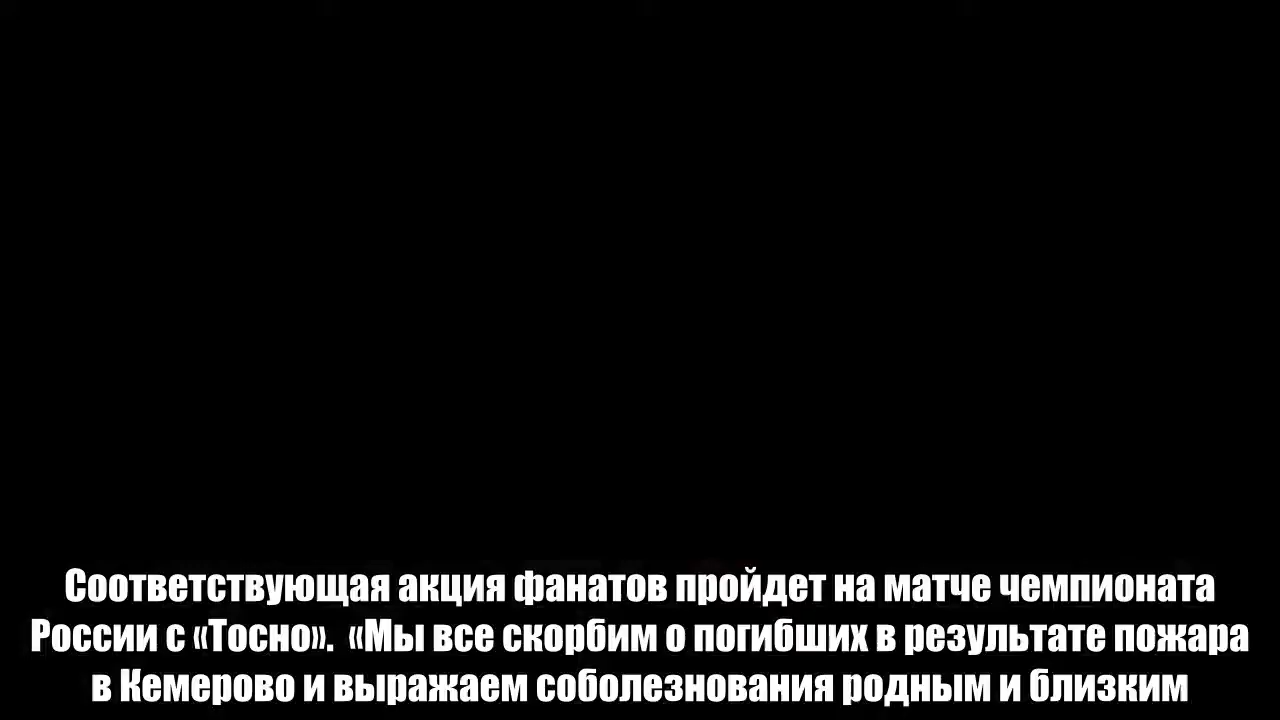 Соответствующая акция фанатов пройдет на матче чемпионата
России с «Тосно». «Мы все скорбим о погибших в результате пожара
в Кемерово и выражаем соболезнования родным и близким